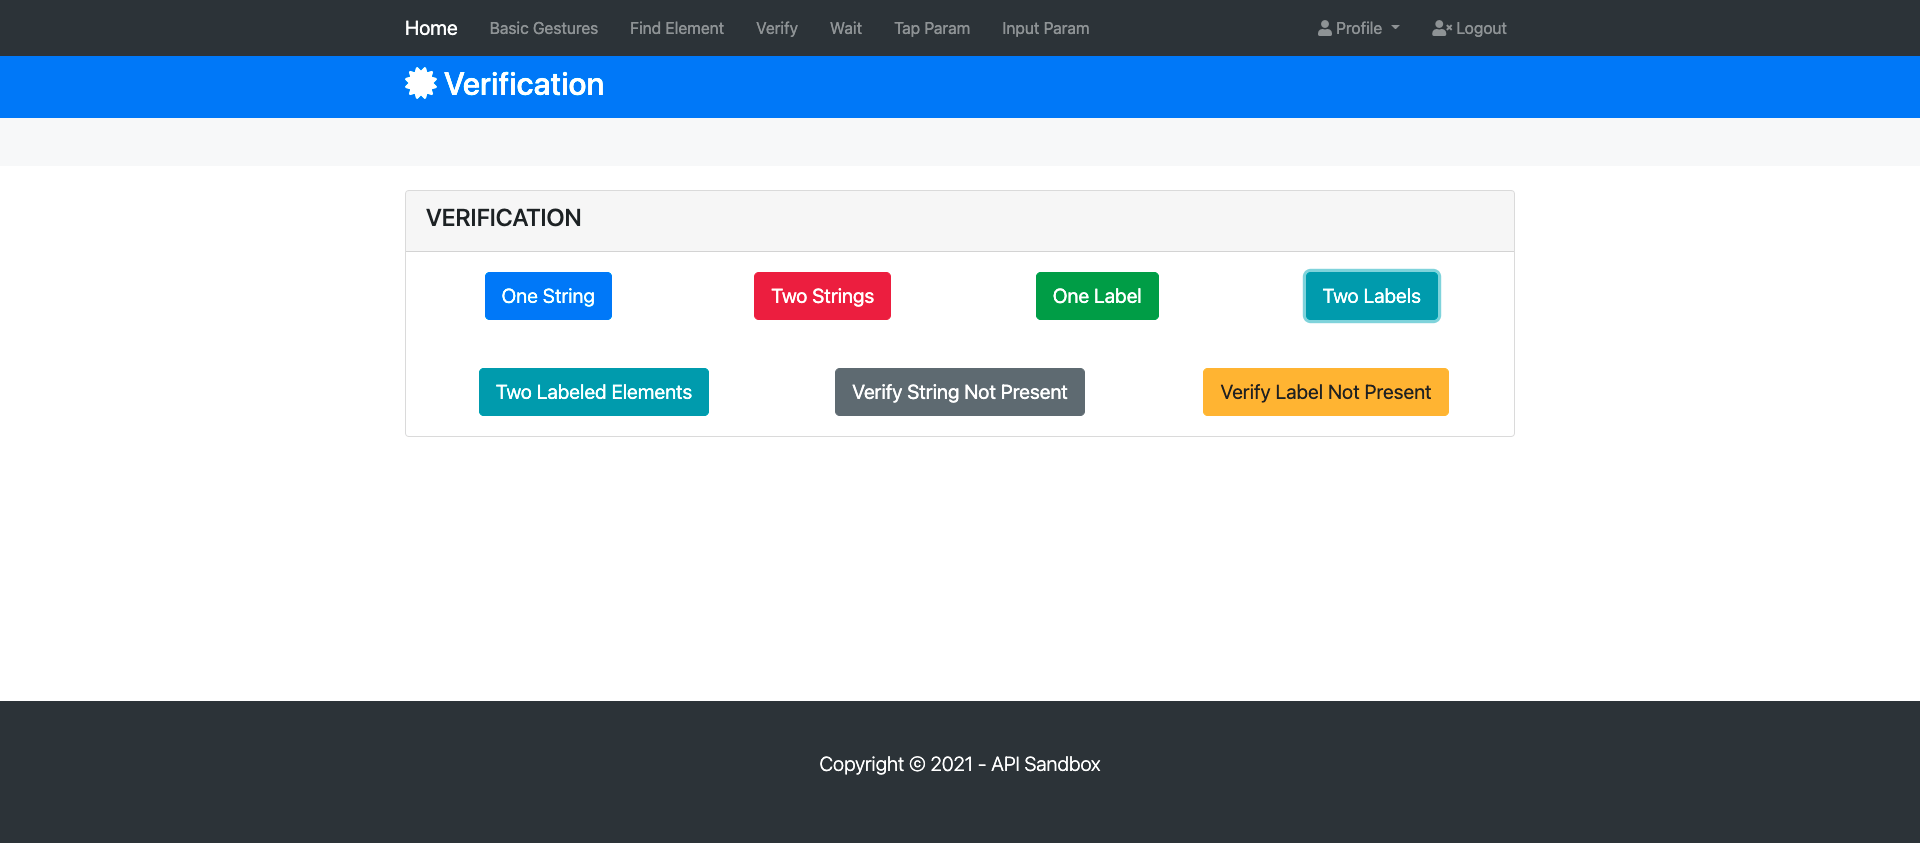 Home Basic Gestures Find Element Verify Wait Tap Param Input Param Profile Logout
Verification
VERIFICATION
One String Two Strings One Label Two Labels
Two Labeled Elements Verify String Not Present Verify Label Not Present
Copyright © 2021 - API Sandbox